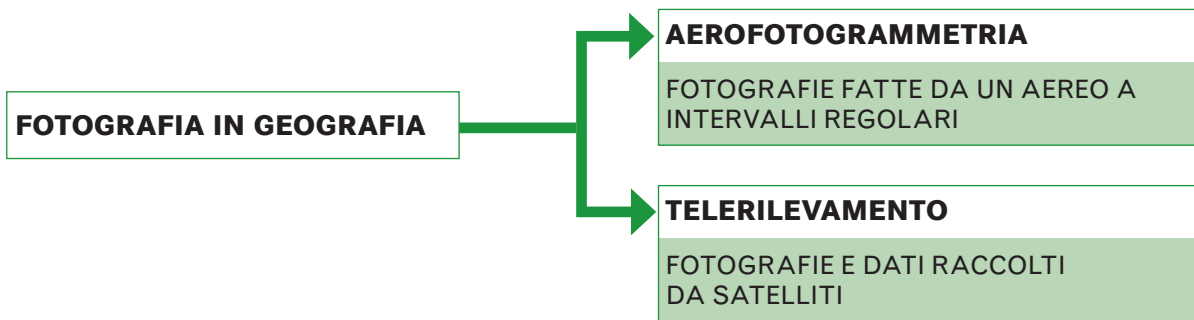 FOTOGRAFIA IN GEOGRAFIA
AEROFOTOGRAMMETRIA
FOTOGRAFIE FATTE DA UN AEREO A
INTERVALLI REGOLARI
TELERILEVAMENTO
FOTOGRAFIE E DATI RACCOLTI
DA SATELLITI